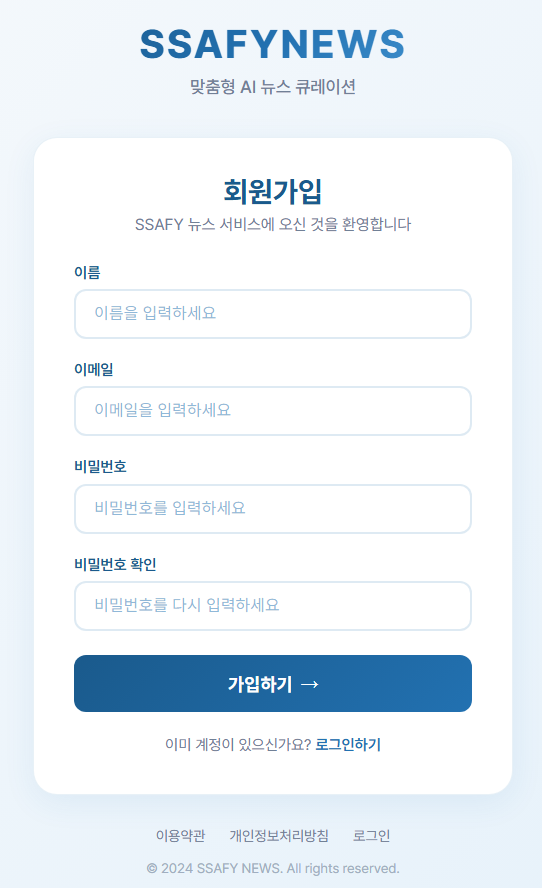 SSAFYNEWS
맞춤형 AI 뉴스 큐레이션
회원가입
SSAFY 뉴스 서비스에 오신 것을 환영합니다
이름
이름을 입력하세요
이메일
이메일을 입력하세요
비밀번호
비밀번호를 입력하세요
비밀번호 확인
비밀번호를 다시 입력하세요
가입하기 →
이미 계정이 있으신가요? 로그인하기
이용약관 개인정보처리방침 로그인
© 2024 SSAFY NEWS. All rights reserved.